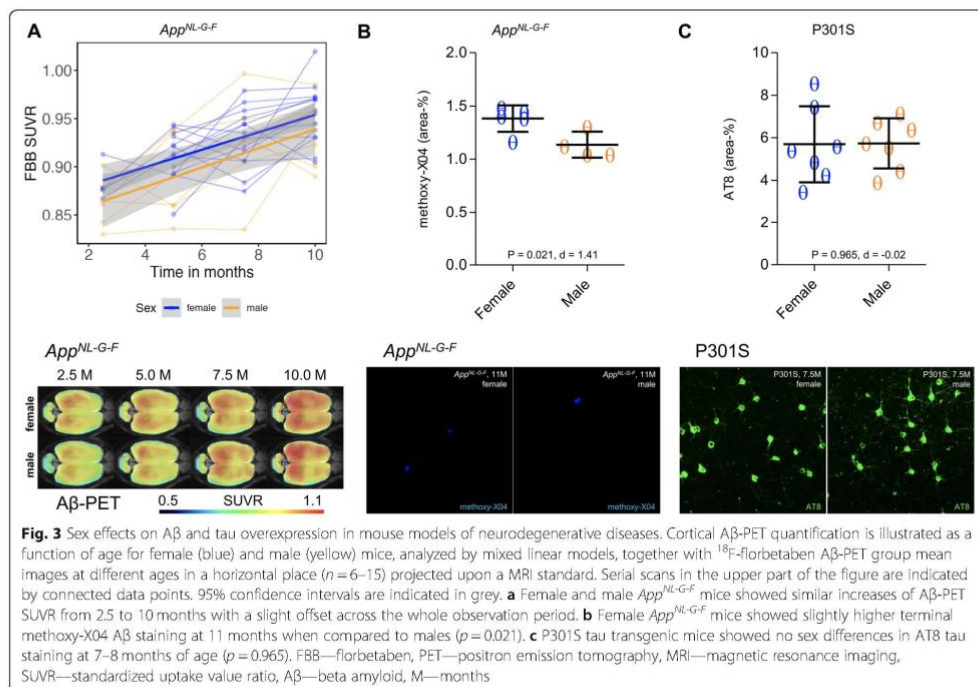 A
App^NL-G-F
FBB SUVR
1.00
0.95
0.90
0.85
2 4 6 8 10
Time in months
Sex female male
B
App^NL-G-F
methoxy-X04 (area-%)
2.0
1.5
1.0
0.5
0.0
P = 0.021, d = 1.41
Female Male
C
P301S
AT8 (area-%)
10
8
6
4
2
0
P = 0.965, d = -0.02
Female Male
App^NL-G-F
2.5 M 5.0 M 7.5 M 10.0 M
female
male
Aβ-PET 0.5 SUVR 1.1
App^NL-G-F
App^NL-G-F, 11M
female
methoxy-X04
App^NL-G-F, 11M
male
methoxy-X04
P301S
P301S, 7.5M
female
AT8
P301S, 7.5M
male
AT8
Fig. 3 Sex effects on Aβ and tau overexpression in mouse models of neurodegenerative diseases. Cortical Aβ-PET quantification is illustrated as a
function of age for female (blue) and male (yellow) mice, analyzed by mixed linear models, together with ¹⁸F-florbetaben Aβ-PET group mean
images at different ages in a horizontal place (n = 6–15) projected upon a MRI standard. Serial scans in the upper part of the figure are indicated
by connected data points. 95% confidence intervals are indicated in grey. a Female and male App^NL-G-F mice showed similar increases of Aβ-PET
SUVR from 2.5 to 10 months with a slight offset across the whole observation period. b Female App^NL-G-F mice showed slightly higher terminal
methoxy-X04 Aβ staining at 11 months when compared to males (p = 0.021). c P301S tau transgenic mice showed no sex differences in AT8 tau
staining at 7–8 months of age (p = 0.965). FBB—florbetaben, PET—positron emission tomography, MRI—magnetic resonance imaging,
SUVR—standardized uptake value ratio, Aβ—beta amyloid, M—months